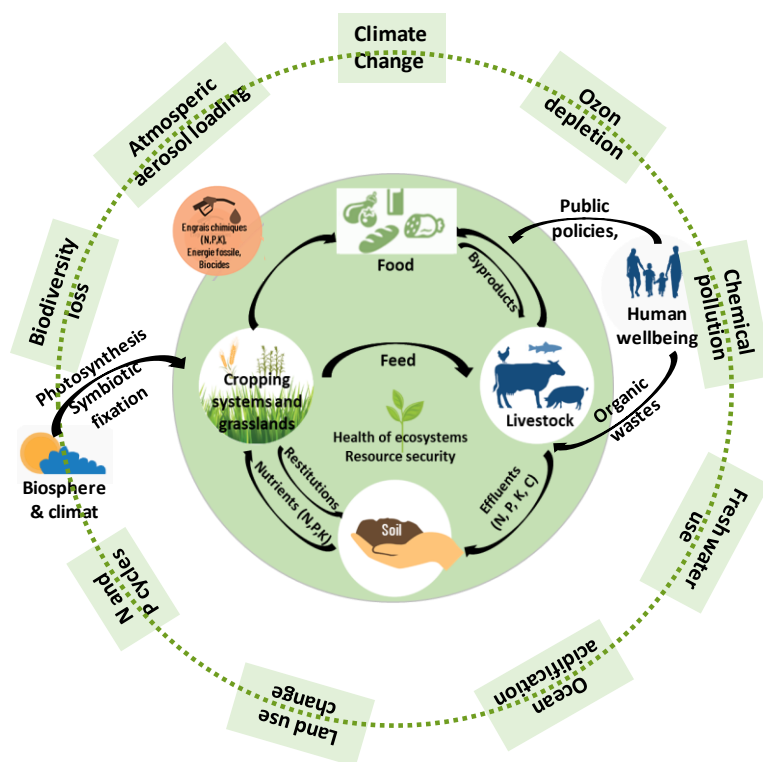 Climate
Change
Ozon
depletion
Atmosperic
aerosol loading
Public
policies,
Engrais chimiques
(N,P,K),
Energie fossile,
Biocides
Food
Byproducts
Biodiversity
loss
Chemical
pollution
Human
wellbeing
Photosynthesis
Symbiotic
fixation
Feed
Cropping
systems and
grasslands
Livestock
Organic
wastes
Health of ecosystems
Resource security
Biosphere
& climat
Restitutions
Nutrients (N,P,K)
Effluents
(N, P, K, C)
Soil
Fresh water
use
N and
P cycles
Ocean
acidification
Land use
change